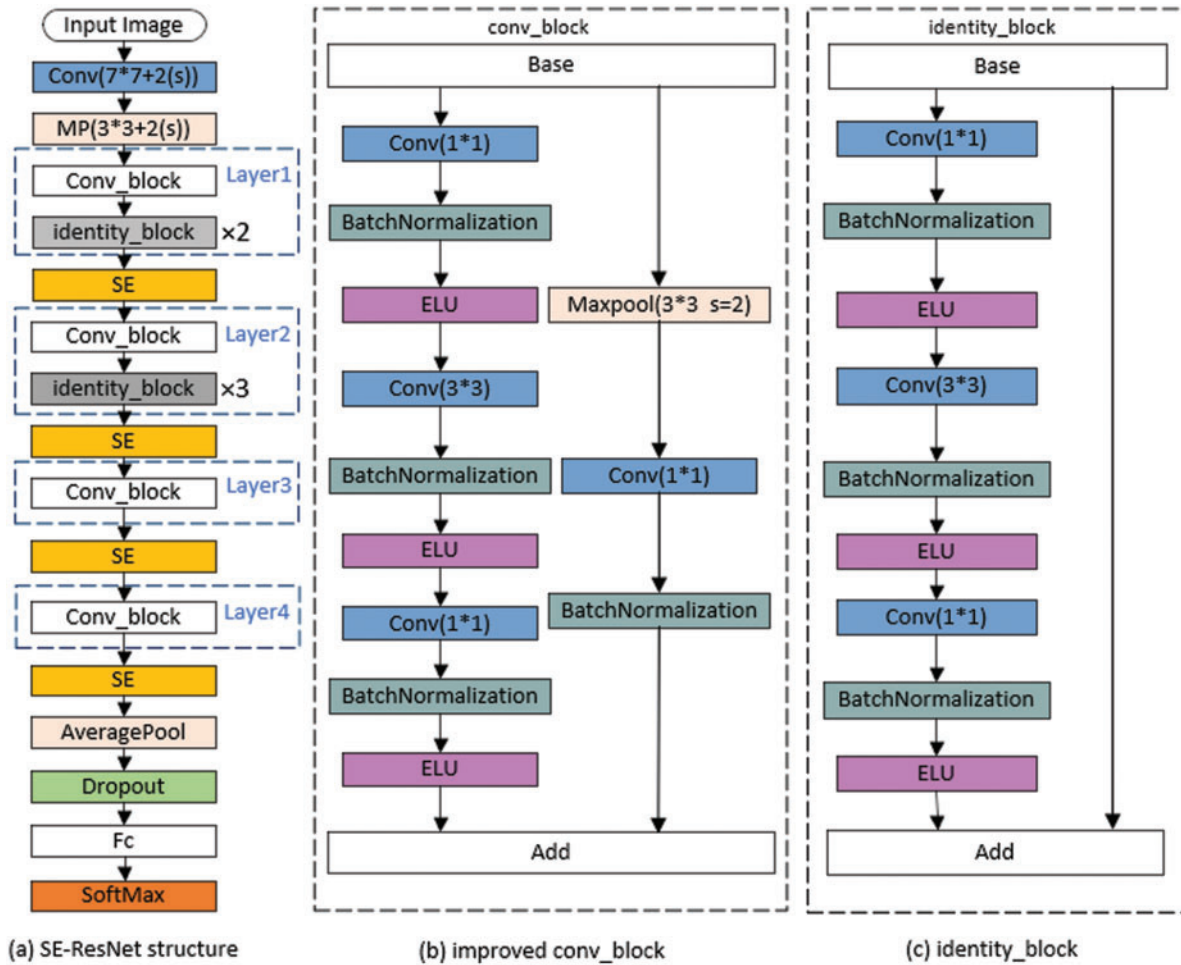 Input Image
Conv(7*7+2(s))
MP(3*3+2(s))
Layer1
Conv_block
identity_block ×2
SE
Layer2
Conv_block
identity_block ×3
SE
Layer3
Conv_block
SE
Layer4
Conv_block
SE
AveragePool
Dropout
Fc
SoftMax
(a) SE-ResNet structure
conv_block
Base
Conv(1*1)
BatchNormalization
ELU
Conv(3*3)
BatchNormalization
ELU
Conv(1*1)
BatchNormalization
ELU
Maxpool(3*3 s=2)
Conv(1*1)
BatchNormalization
Add
(b) improved conv_block
identity_block
Base
Conv(1*1)
BatchNormalization
ELU
Conv(3*3)
BatchNormalization
ELU
Conv(1*1)
BatchNormalization
ELU
Add
(c) identity_block